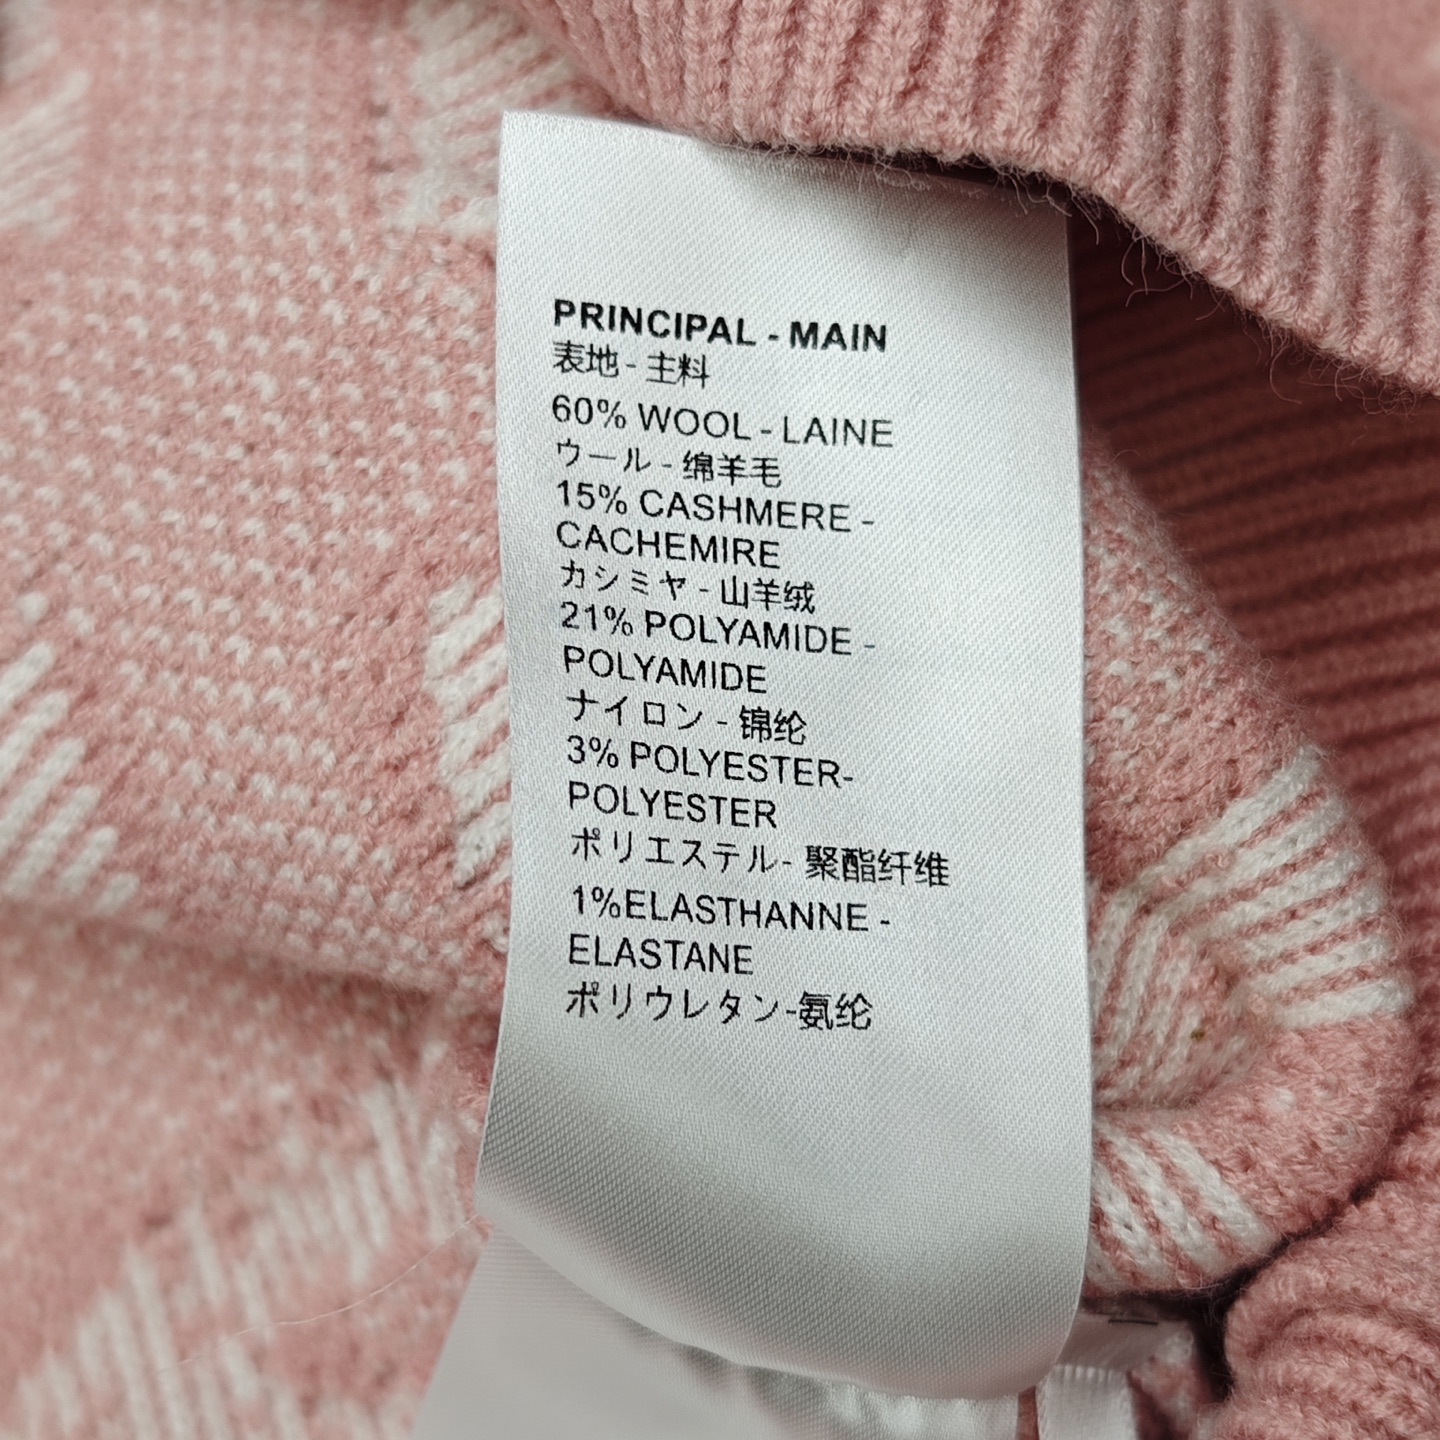 PRINCIPAL - MAIN
表地 - 主料
60% WOOL - LAINE
ウール - 绵羊毛
15% CASHMERE -
CACHEMIRE
カシミヤ - 山羊绒
21% POLYAMIDE -
POLYAMIDE
ナイロン - 锦纶
3% POLYESTER-
POLYESTER
ポリエステル- 聚酯纤维
1%ELASTHANNE -
ELASTANE
ポリウレタン-氨纶